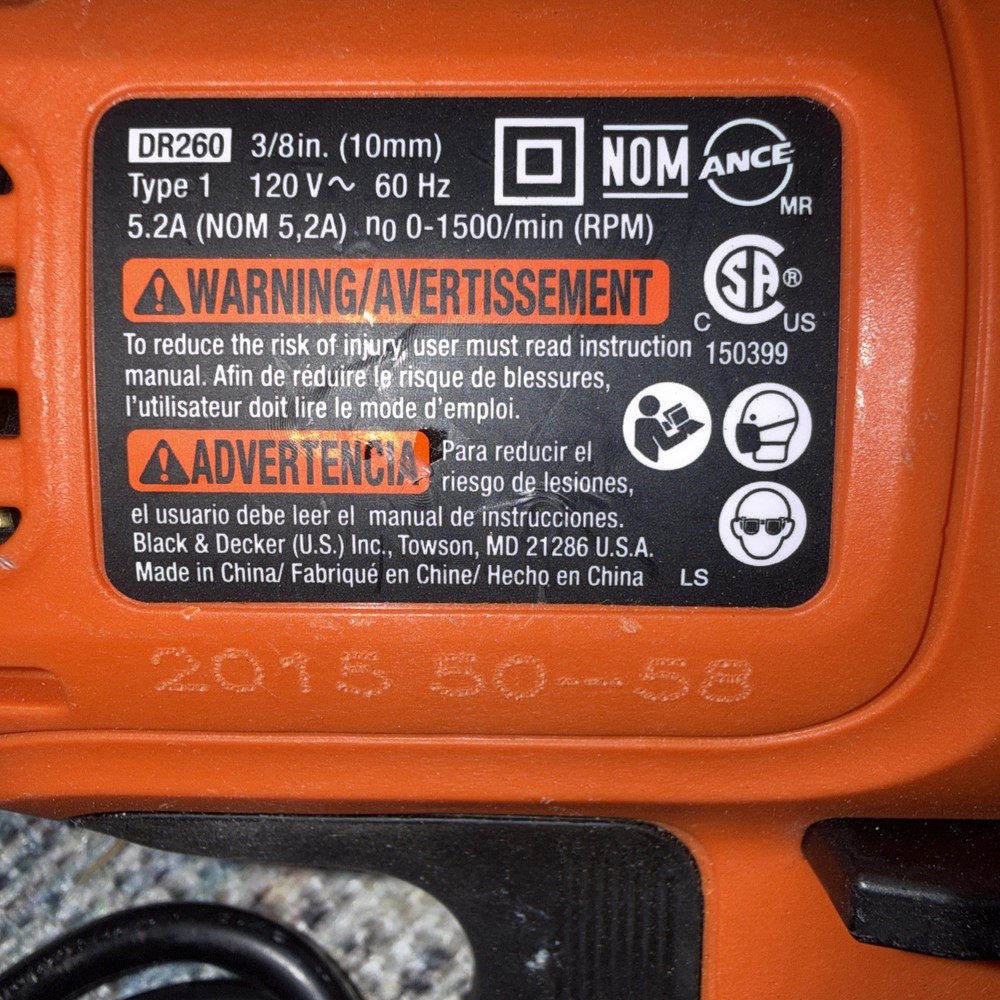 DR260 3/8in. (10mm)
Type 1 120 V~ 60 Hz
5.2A (NOM 5,2A) n0 0-1500/min (RPM)
NOM
ANCE
MR
SA®
C US
150399
WARNING/AVERTISSEMENT
To reduce the risk of injury, user must read instruction
manual. Afin de réduire le risque de blessures,
l'utilisateur doit lire le mode d'emploi.
ADVERTENCIA
Para reducir el
riesgo de lesiones,
el usuario debe leer el manual de instrucciones.
Black & Decker (U.S.) Inc., Towson, MD 21286 U.S.A.
Made in China/ Fabriqué en Chine/ Hecho en China LS
2015 50--58